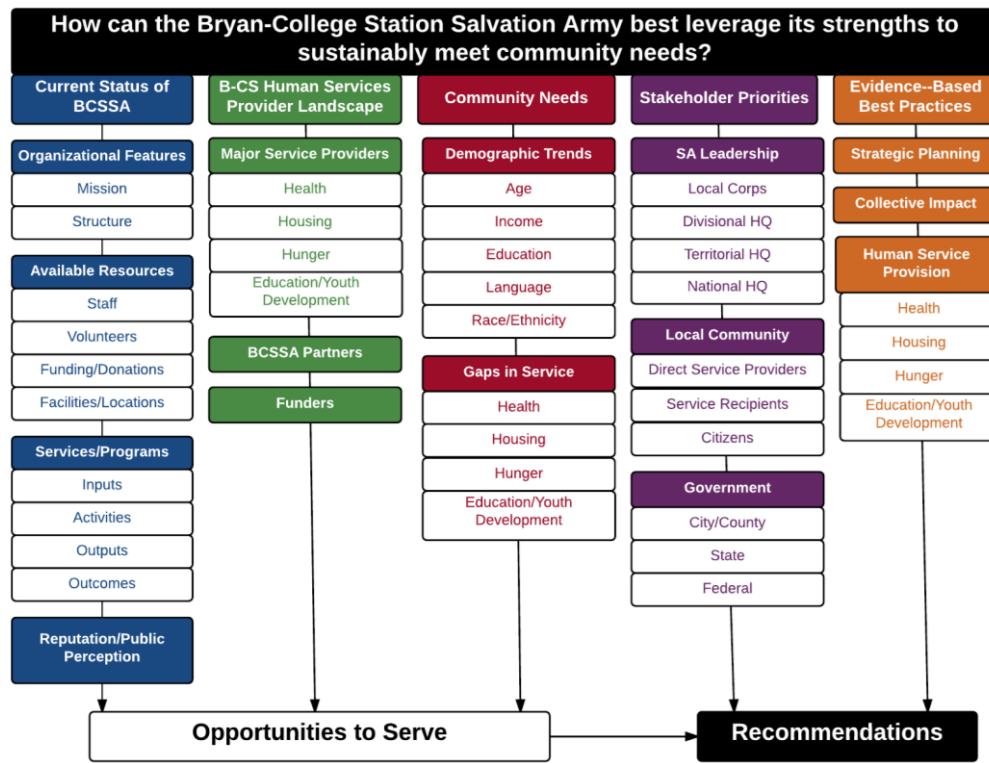 How can the Bryan-College Station Salvation Army best leverage its strengths to
sustainably meet community needs?
Current Status of
BCSSA
Organizational Features
Mission
Structure
Available Resources
Staff
Volunteers
Funding/Donations
Facilities/Locations
Services/Programs
Inputs
Activities
Outputs
Outcomes
Reputation/Public
Perception
B-CS Human Services
Provider Landscape
Major Service Providers
Health
Housing
Hunger
Education/Youth
Development
BCSSA Partners
Funders
Community Needs
Demographic Trends
Age
Income
Education
Language
Race/Ethnicity
Gaps in Service
Health
Housing
Hunger
Education/Youth
Development
Stakeholder Priorities
SA Leadership
Local Corps
Divisional HQ
Territorial HQ
National HQ
Local Community
Direct Service Providers
Service Recipients
Citizens
Government
City/County
State
Federal
Evidence--Based
Best Practices
Strategic Planning
Collective Impact
Human Service
Provision
Health
Housing
Hunger
Education/Youth
Development
Opportunities to Serve
Recommendations